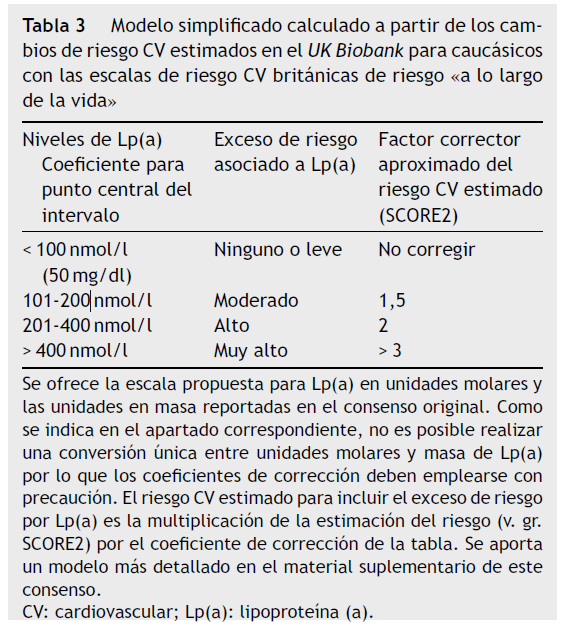 Tabla 3 Modelo simplificado calculado a partir de los cam-
bios de riesgo CV estimados en el UK Biobank para caucásicos
con las escalas de riesgo CV británicas de riesgo «a lo largo
de la vida»
Niveles de Lp(a) Exceso de riesgo Factor corrector
Coeficiente para asociado a Lp(a) aproximado del
punto central del riesgo CV estimado
intervalo (SCORE2)
< 100 nmol/l Ninguno o leve No corregir
(50 mg/dl)
101-200 nmol/l Moderado 1,5
201-400 nmol/l Alto 2
> 400 nmol/l Muy alto > 3
Se ofrece la escala propuesta para Lp(a) en unidades molares y
las unidades en masa reportadas en el consenso original. Como
se indica en el apartado correspondiente, no es posible realizar
una conversión única entre unidades molares y masa de Lp(a)
por lo que los coeficientes de corrección deben emplearse con
precaución. El riesgo CV estimado para incluir el exceso de riesgo
por Lp(a) es la multiplicación de la estimación del riesgo (v. gr.
SCORE2) por el coeficiente de corrección de la tabla. Se aporta
un modelo más detallado en el material suplementario de este
consenso.
CV: cardiovascular; Lp(a): lipoproteína (a).